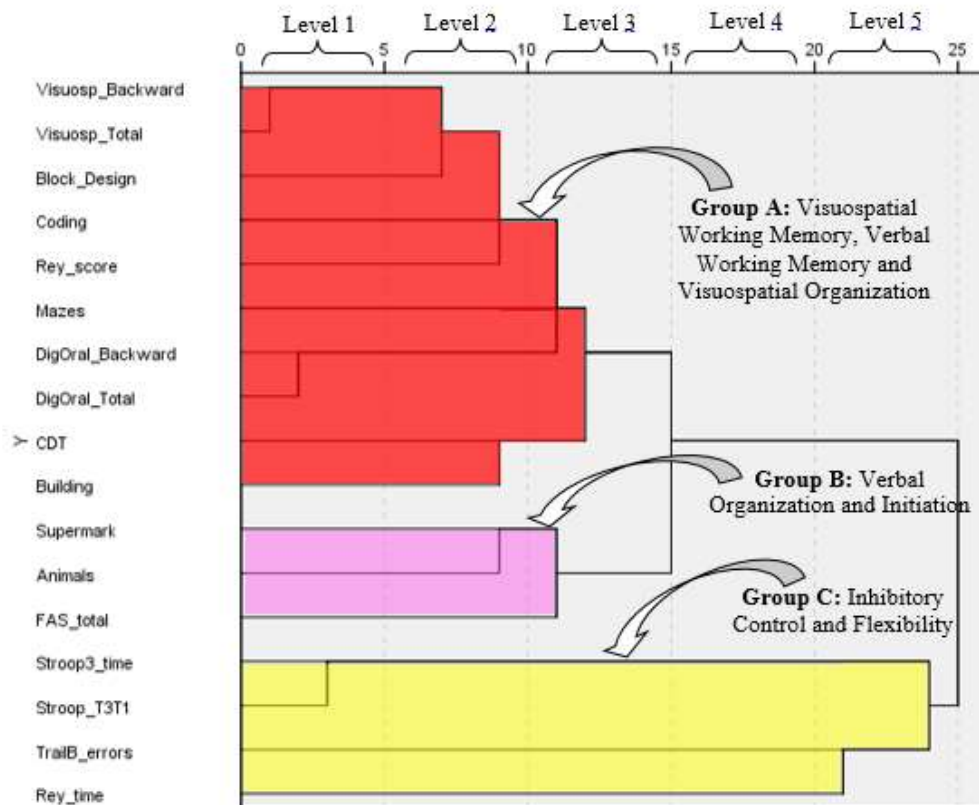 Level 1 Level 2 Level 3 Level 4 Level 5
0 5 10 15 20 25
Visuosp_Backward
Visuosp_Total
Block_Design
Coding
Rey_score
Mazes
DigOral_Backward
DigOral_Total
Y CDT
Building
Supermark
Animals
FAS_total
Stroop3_time
Stroop_T3T1
TrailB_errors
Rey_time
Group A: Visuospatial
Working Memory, Verbal
Working Memory and
Visuospatial Organization
Group B: Verbal
Organization and Initiation
Group C: Inhibitory
Control and Flexibility